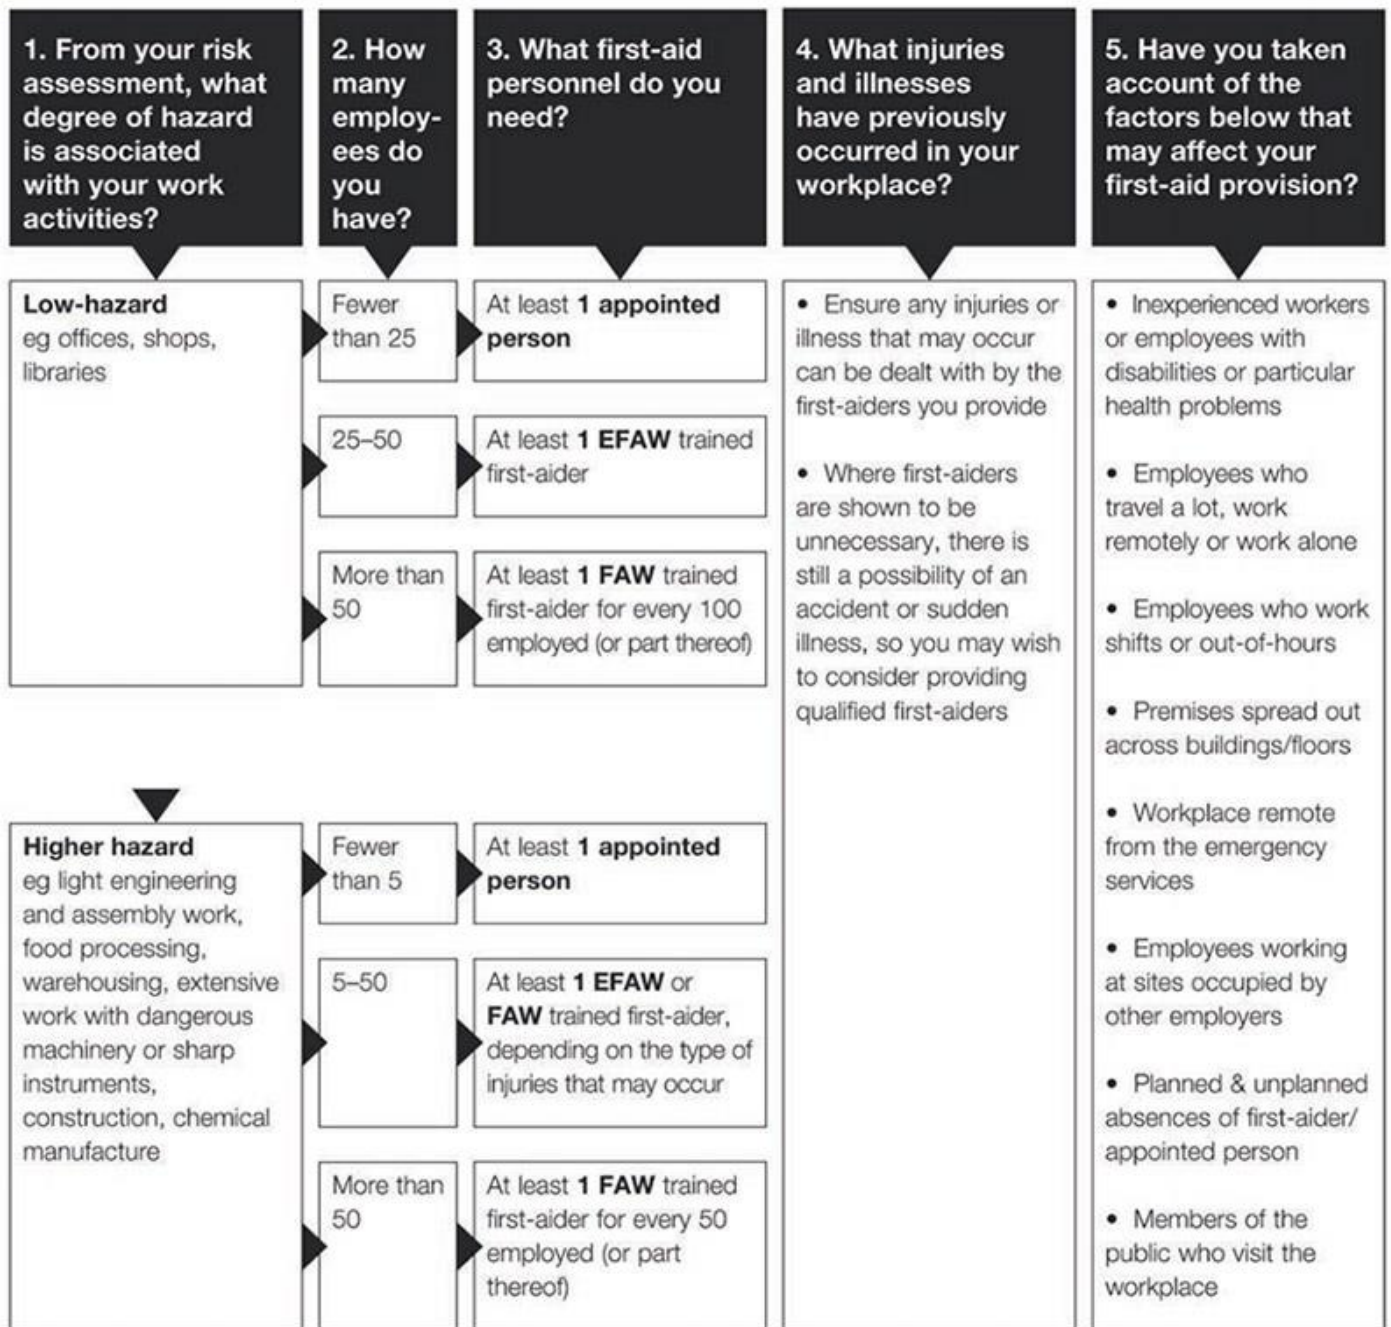 1. From your risk
assessment, what
degree of hazard
is associated
with your work
activities?
2. How
many
employ-
ees do
you
have?
3. What first-aid
personnel do you
need?
4. What injuries
and illnesses
have previously
occurred in your
workplace?
5. Have you taken
account of the
factors below that
may affect your
first-aid provision?
Low-hazard
eg offices, shops,
libraries
Fewer
than 25
At least 1 appointed
person
25–50
At least 1 EFAW trained
first-aider
More than
50
At least 1 FAW trained
first-aider for every 100
employed (or part thereof)
Higher hazard
eg light engineering
and assembly work,
food processing,
warehousing, extensive
work with dangerous
machinery or sharp
instruments,
construction, chemical
manufacture
Fewer
than 5
At least 1 appointed
person
5–50
At least 1 EFAW or
FAW trained first-aider,
depending on the type of
injuries that may occur
More than
50
At least 1 FAW trained
first-aider for every 50
employed (or part
thereof)
• Ensure any injuries or
illness that may occur
can be dealt with by the
first-aiders you provide
• Where first-aiders
are shown to be
unnecessary, there is
still a possibility of an
accident or sudden
illness, so you may wish
to consider providing
qualified first-aiders
• Inexperienced workers
or employees with
disabilities or particular
health problems
• Employees who
travel a lot, work
remotely or work alone
• Employees who work
shifts or out-of-hours
• Premises spread out
across buildings/floors
• Workplace remote
from the emergency
services
• Employees working
at sites occupied by
other employers
• Planned & unplanned
absences of first-aider/
appointed person
• Members of the
public who visit the
workplace